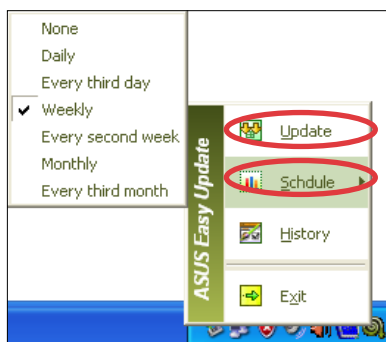 None
Daily
Every third day
Weekly
Every second week
Monthly
Every third month
ASUS Easy Update
Update
Schdule
History
Exit